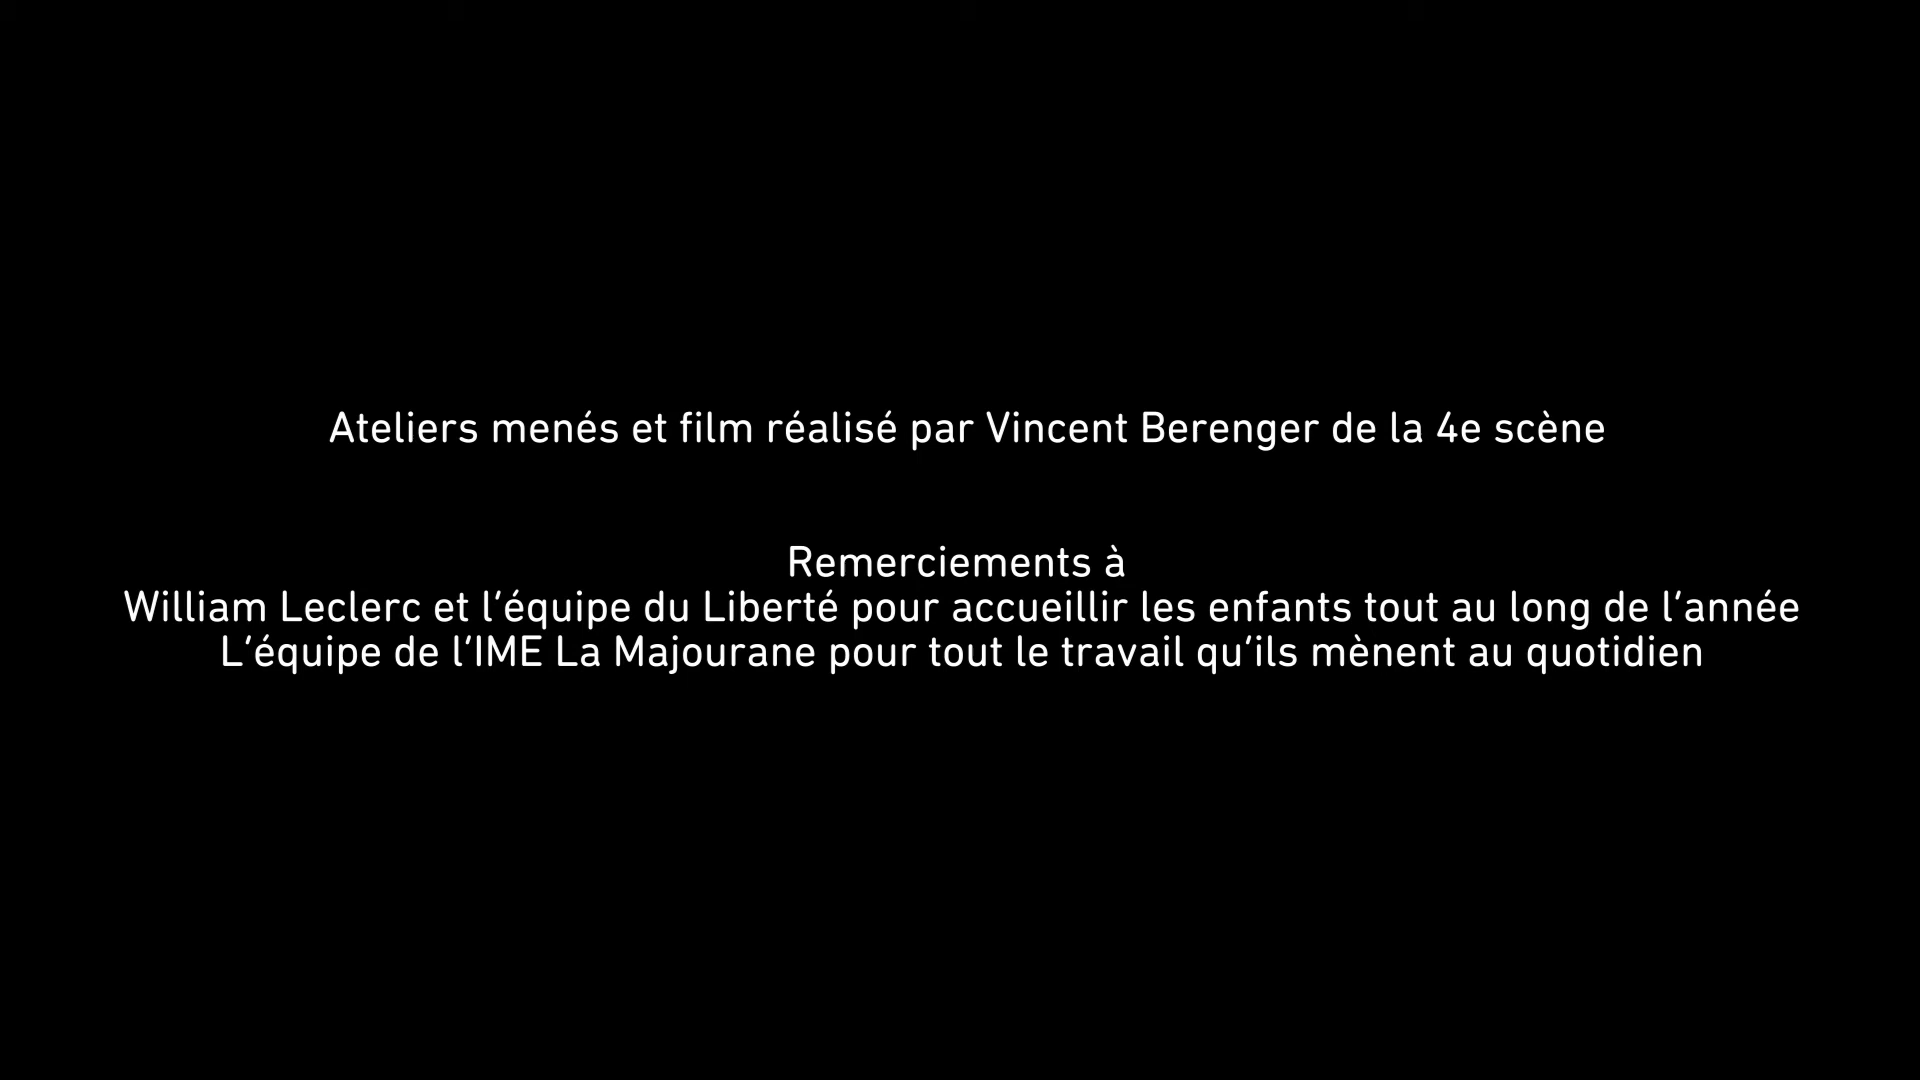 Ateliers menés et film réalisé par Vincent Berenger de la 4e scène
Remerciements à
William Leclerc et l’équipe du Liberté pour accueillir les enfants tout au long de l’année
L’équipe de l’IME La Majourane pour tout le travail qu’ils mènent au quotidien